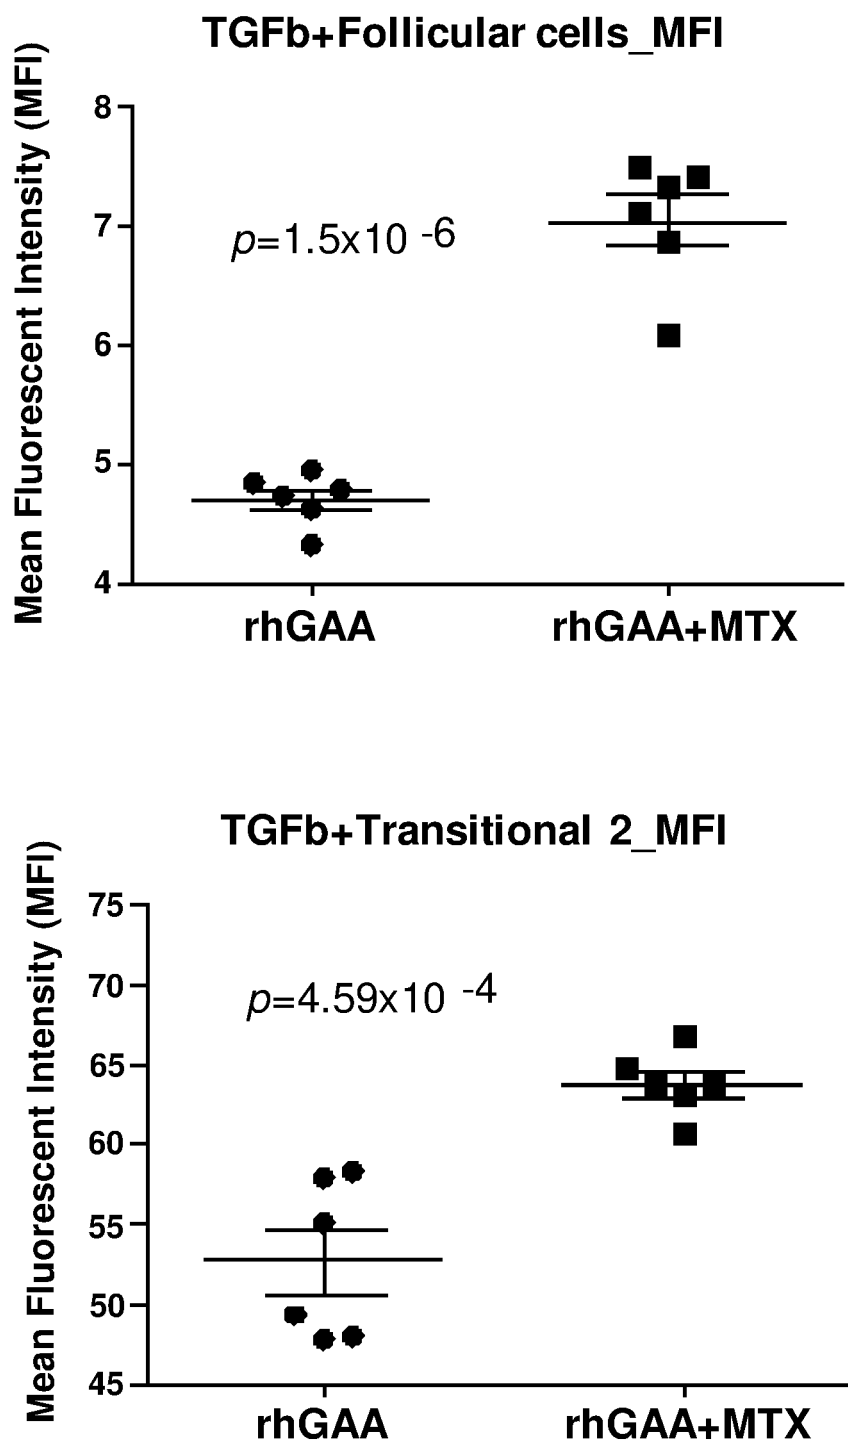 TGFb+Follicular cells_MFI
Mean Fluorescent Intensity (MFI)
8
7
6
5
4
p=1.5x10 -6
rhGAA
rhGAA+MTX
TGFb+Transitional 2_MFI
Mean Fluorescent Intensity (MFI)
75
70
65
60
55
50
45
p=4.59x10 -4
rhGAA
rhGAA+MTX